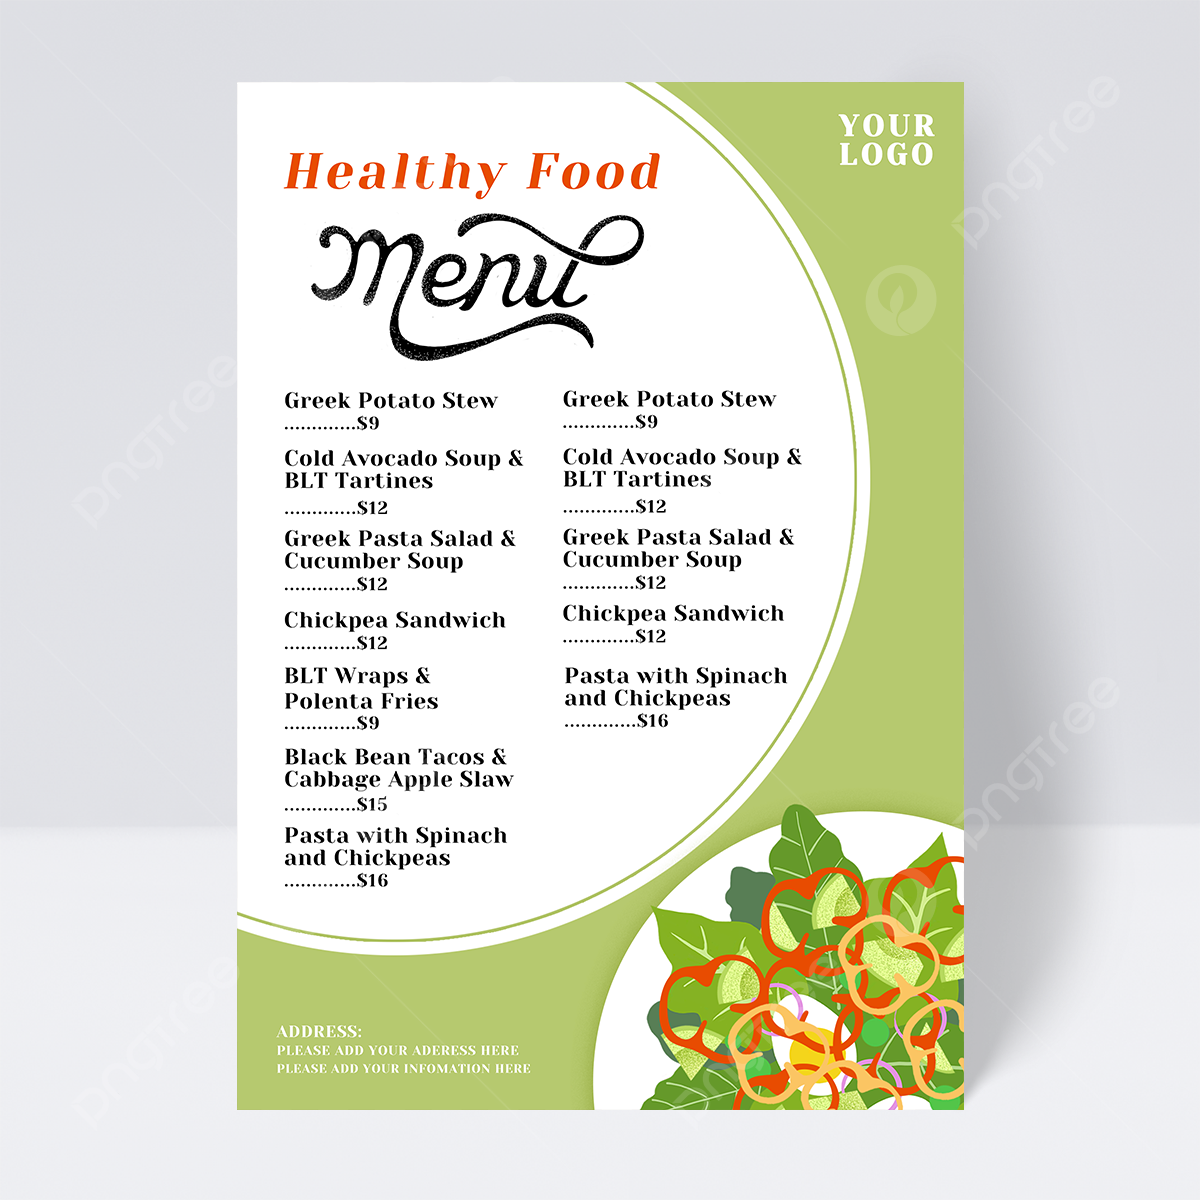 YOUR
LOGO
Healthy Food
Menu
Greek Potato Stew
.............$9
Cold Avocado Soup &
BLT Tartines
.............$12
Greek Pasta Salad &
Cucumber Soup
.............$12
Chickpea Sandwich
.............$12
BLT Wraps &
Polenta Fries
.............$9
Black Bean Tacos &
Cabbage Apple Slaw
.............$15
Pasta with Spinach
and Chickpeas
.............$16
Greek Potato Stew
.............$9
Cold Avocado Soup &
BLT Tartines
.............$12
Greek Pasta Salad &
Cucumber Soup
.............$12
Chickpea Sandwich
.............$12
Pasta with Spinach
and Chickpeas
.............$16
ADDRESS:
PLEASE ADD YOUR ADERESS HERE
PLEASE ADD YOUR INFOMATION HERE
pngtree
pngtree
pngtree
pngtree